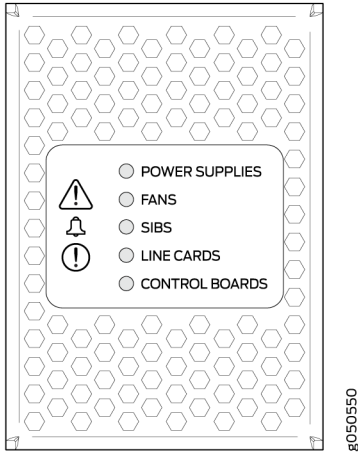 POWER SUPPLIES
FANS
SIBS
LINE CARDS
CONTROL BOARDS
g050550